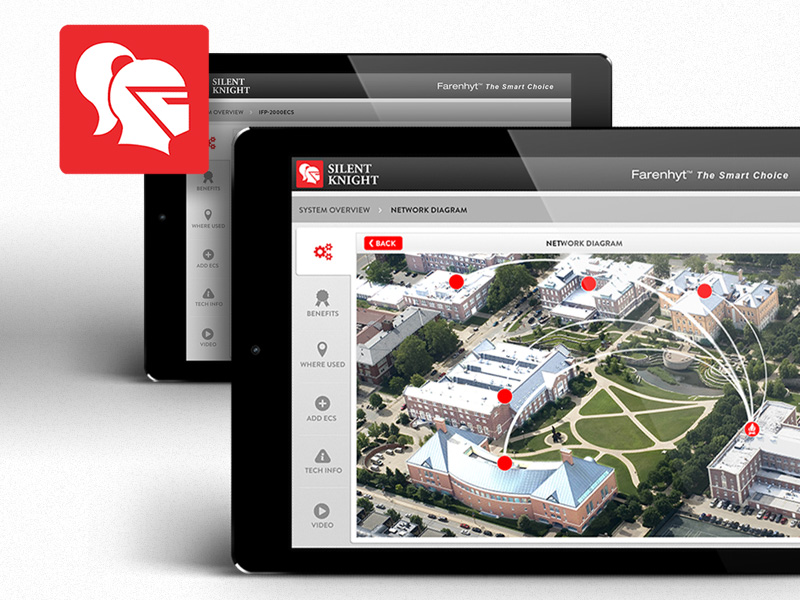 SILENT
KNIGHT
Farenhyt™ The Smart Choice
OVERVIEW > IFP-2000ECS
BENEFITS
WHERE USED
ADD ECS
TECH INFO
VIDEO
SILENT
KNIGHT
Farenhyt™ The Smart Choice
SYSTEM OVERVIEW > NETWORK DIAGRAM
BACK
NETWORK DIAGRAM
BENEFITS
WHERE USED
ADD ECS
TECH INFO
VIDEO